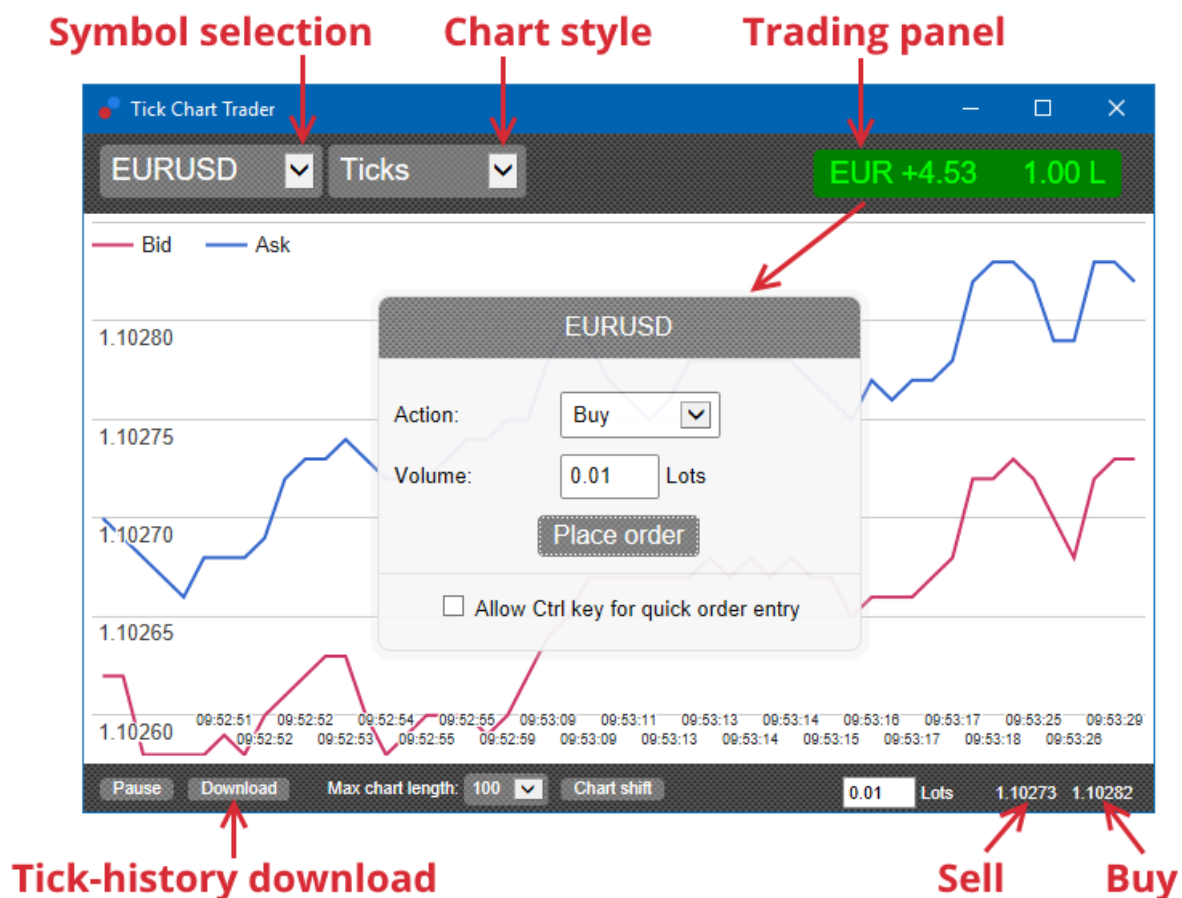 Symbol selection Chart style Trading panel
Tick Chart Trader
EURUSD Ticks EUR +4.53 1.00 L
Bid Ask
EURUSD
1.10280
Action: Buy
1.10275
Volume: 0.01 Lots
1.10270
Place order
Allow Ctrl key for quick order entry
1.10265
09:52:51 09:52:52 09:52:54 09:52:55 09:53:09 09:53:11 09:53:13 09:53:14 09:53:16 09:53:17 09:53:25 09:53:29
1.10260
09:52:52 09:52:53 09:52:55 09:52:59 09:53:09 09:53:13 09:53:14 09:53:15 09:53:17 09:53:18 09:53:26
Pause Download Max chart length: 100 Chart shift 0.01 Lots 1.10273 1.10282
Tick-history download Sell Buy